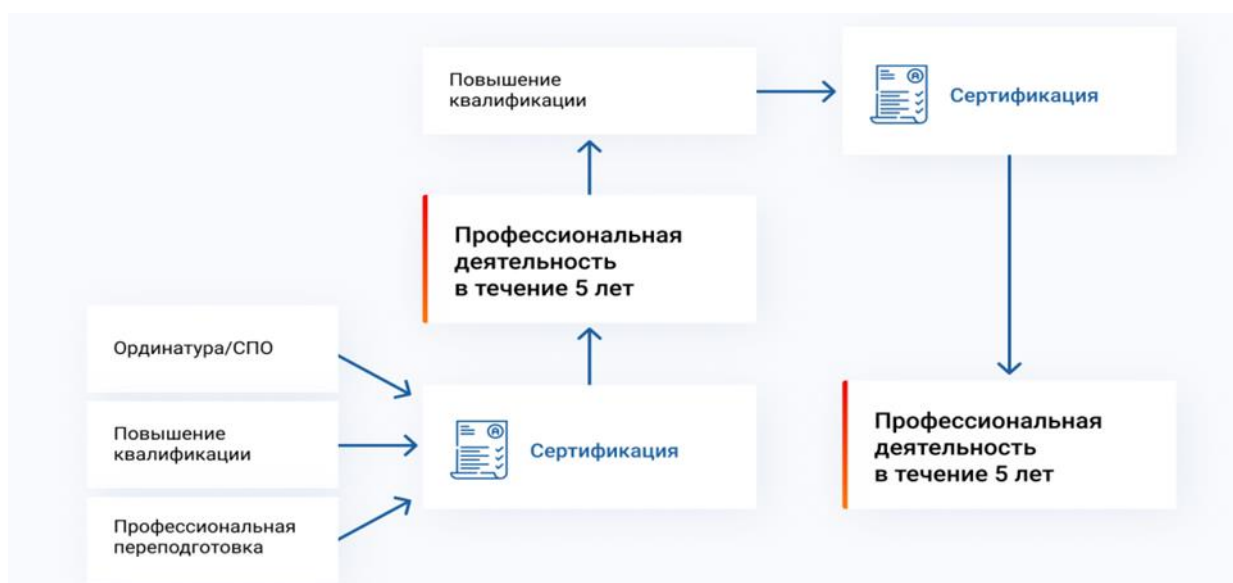 Повышение
квалификации
Сертификация
Профессиональная
деятельность
в течение 5 лет
Ординатура/СПО
Повышение
квалификации
Профессиональная
переподготовка
Сертификация
Профессиональная
деятельность
в течение 5 лет